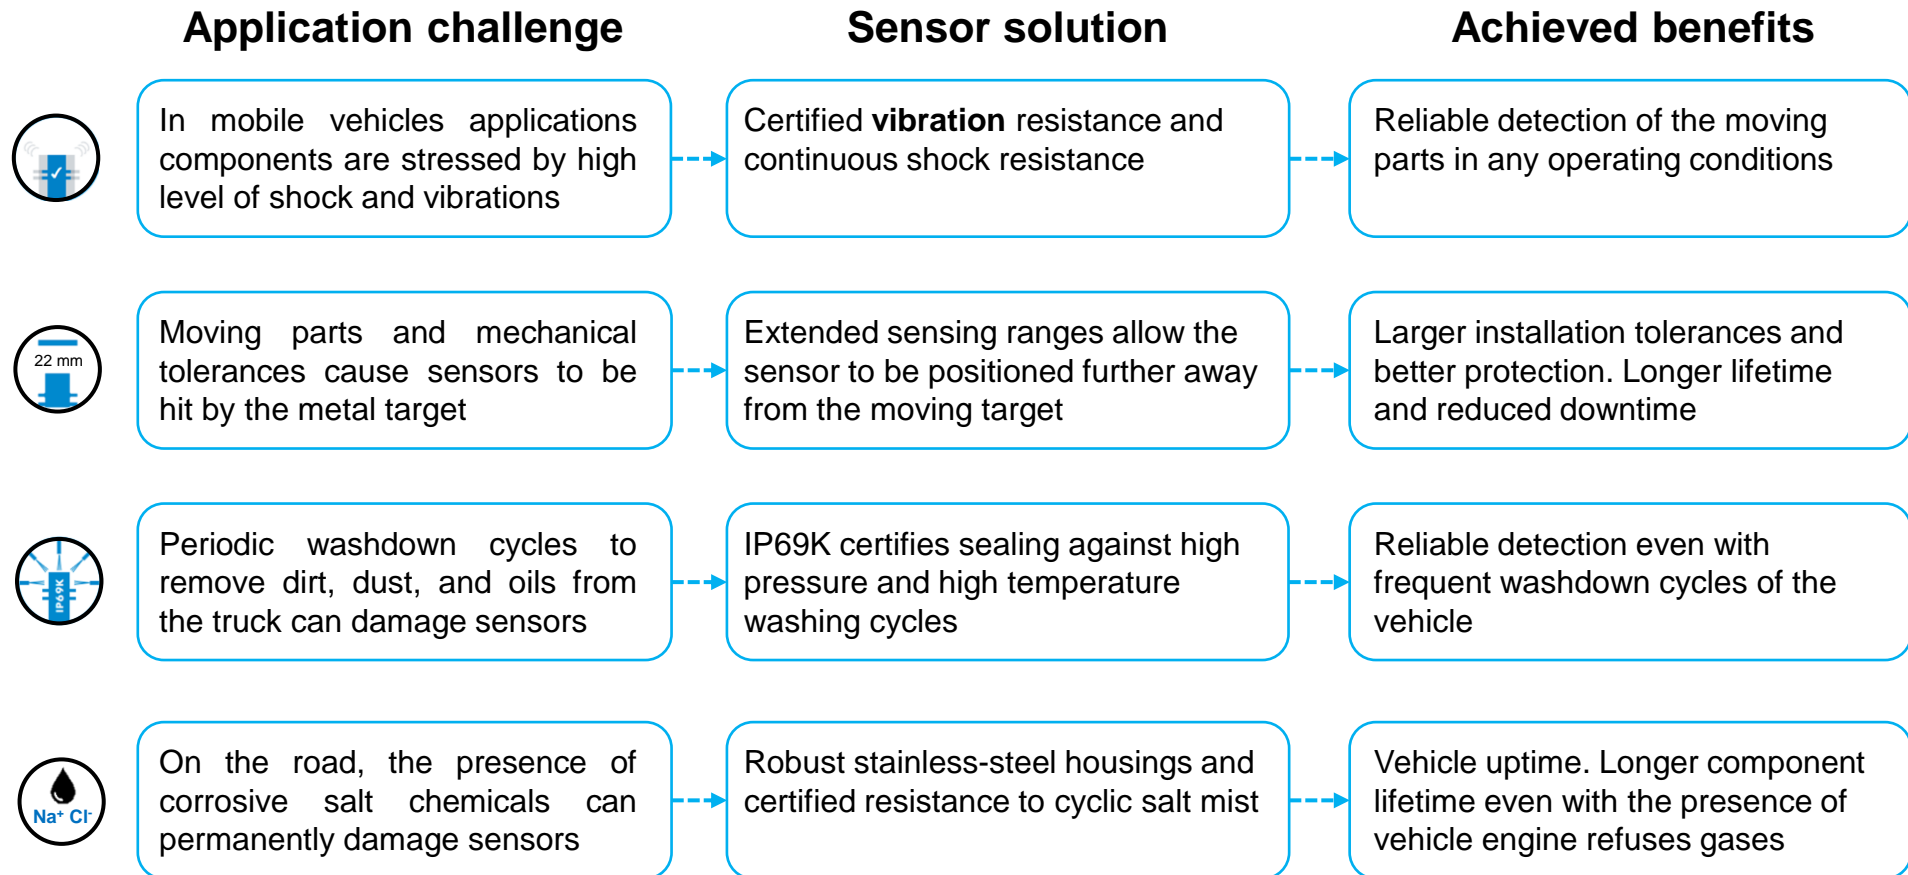 Application challenge
Sensor solution
Achieved benefits
In mobile vehicles applications
components are stressed by high
level of shock and vibrations
Certified vibration resistance and
continuous shock resistance
Reliable detection of the moving
parts in any operating conditions
22 mm
Moving parts and mechanical
tolerances cause sensors to be
hit by the metal target
Extended sensing ranges allow the
sensor to be positioned further away
from the moving target
Larger installation tolerances and
better protection. Longer lifetime
and reduced downtime
IP69K
Periodic washdown cycles to
remove dirt, dust, and oils from
the truck can damage sensors
IP69K certifies sealing against high
pressure and high temperature
washing cycles
Reliable detection even with
frequent washdown cycles of the
vehicle
Na⁺ Cl⁻
On the road, the presence of
corrosive salt chemicals can
permanently damage sensors
Robust stainless-steel housings and
certified resistance to cyclic salt mist
Vehicle uptime. Longer component
lifetime even with the presence of
vehicle engine refuses gases